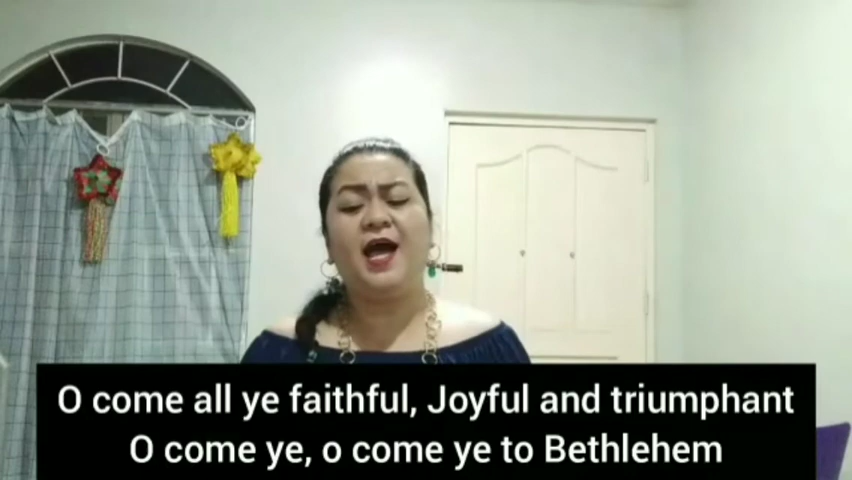 O come all ye faithful, Joyful and triumphant
O come ye, o come ye to Bethlehem